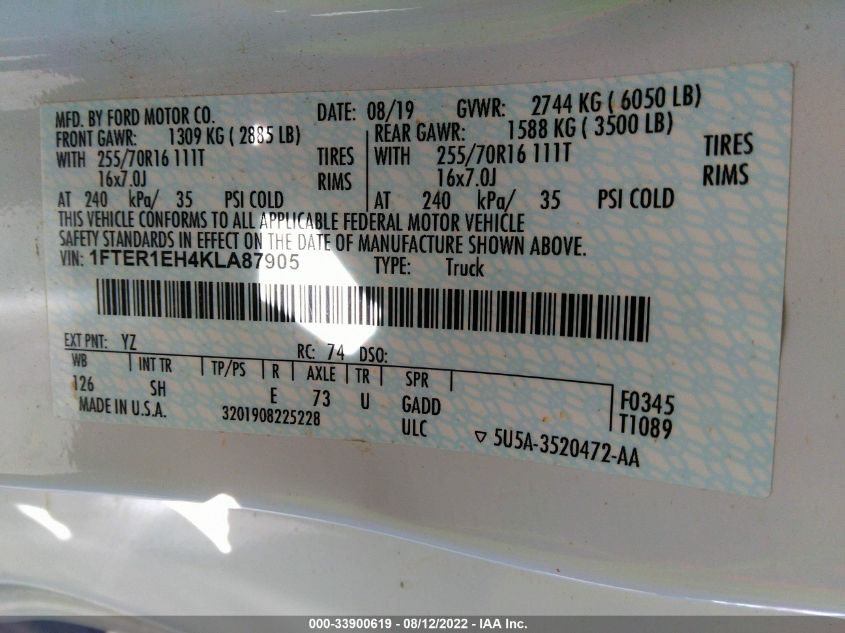 MFD. BY FORD MOTOR CO. DATE: 08/19 GVWR: 2744 KG ( 6050 LB)
FRONT GAWR: 1309 KG ( 2885 LB) REAR GAWR: 1588 KG ( 3500 LB)
WITH 255/70R16 111T TIRES WITH 255/70R16 111T TIRES
16x7.0J RIMS 16x7.0J RIMS
AT 240 kPa/ 35 PSI COLD AT 240 kPa/ 35 PSI COLD
THIS VEHICLE CONFORMS TO ALL APPLICABLE FEDERAL MOTOR VEHICLE
SAFETY STANDARDS IN EFFECT ON THE DATE OF MANUFACTURE SHOWN ABOVE.
VIN: 1FTER1EH4KLA87905 TYPE: Truck
EXT PNT: YZ RC: 74 DSO:
WB INT TR TP/PS R AXLE TR SPR
126 SH E 73 U GADD F0345
MADE IN U.S.A. 3201908225228 ULC T1089
5U5A-3520472-AA
000-33900619 - 08/12/2022 - IAA Inc.